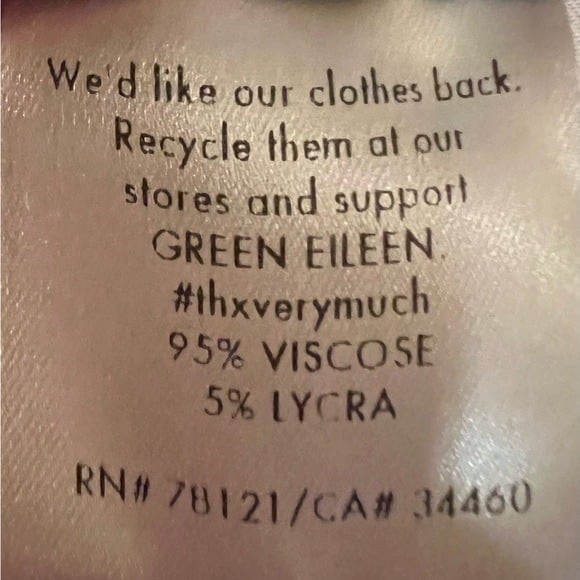 We'd like our clothes back.
Recycle them at our
stores and support
GREEN EILEEN.
#thxverymuch
95% VISCOSE
5% LYCRA
RN# 78121/CA# 34460